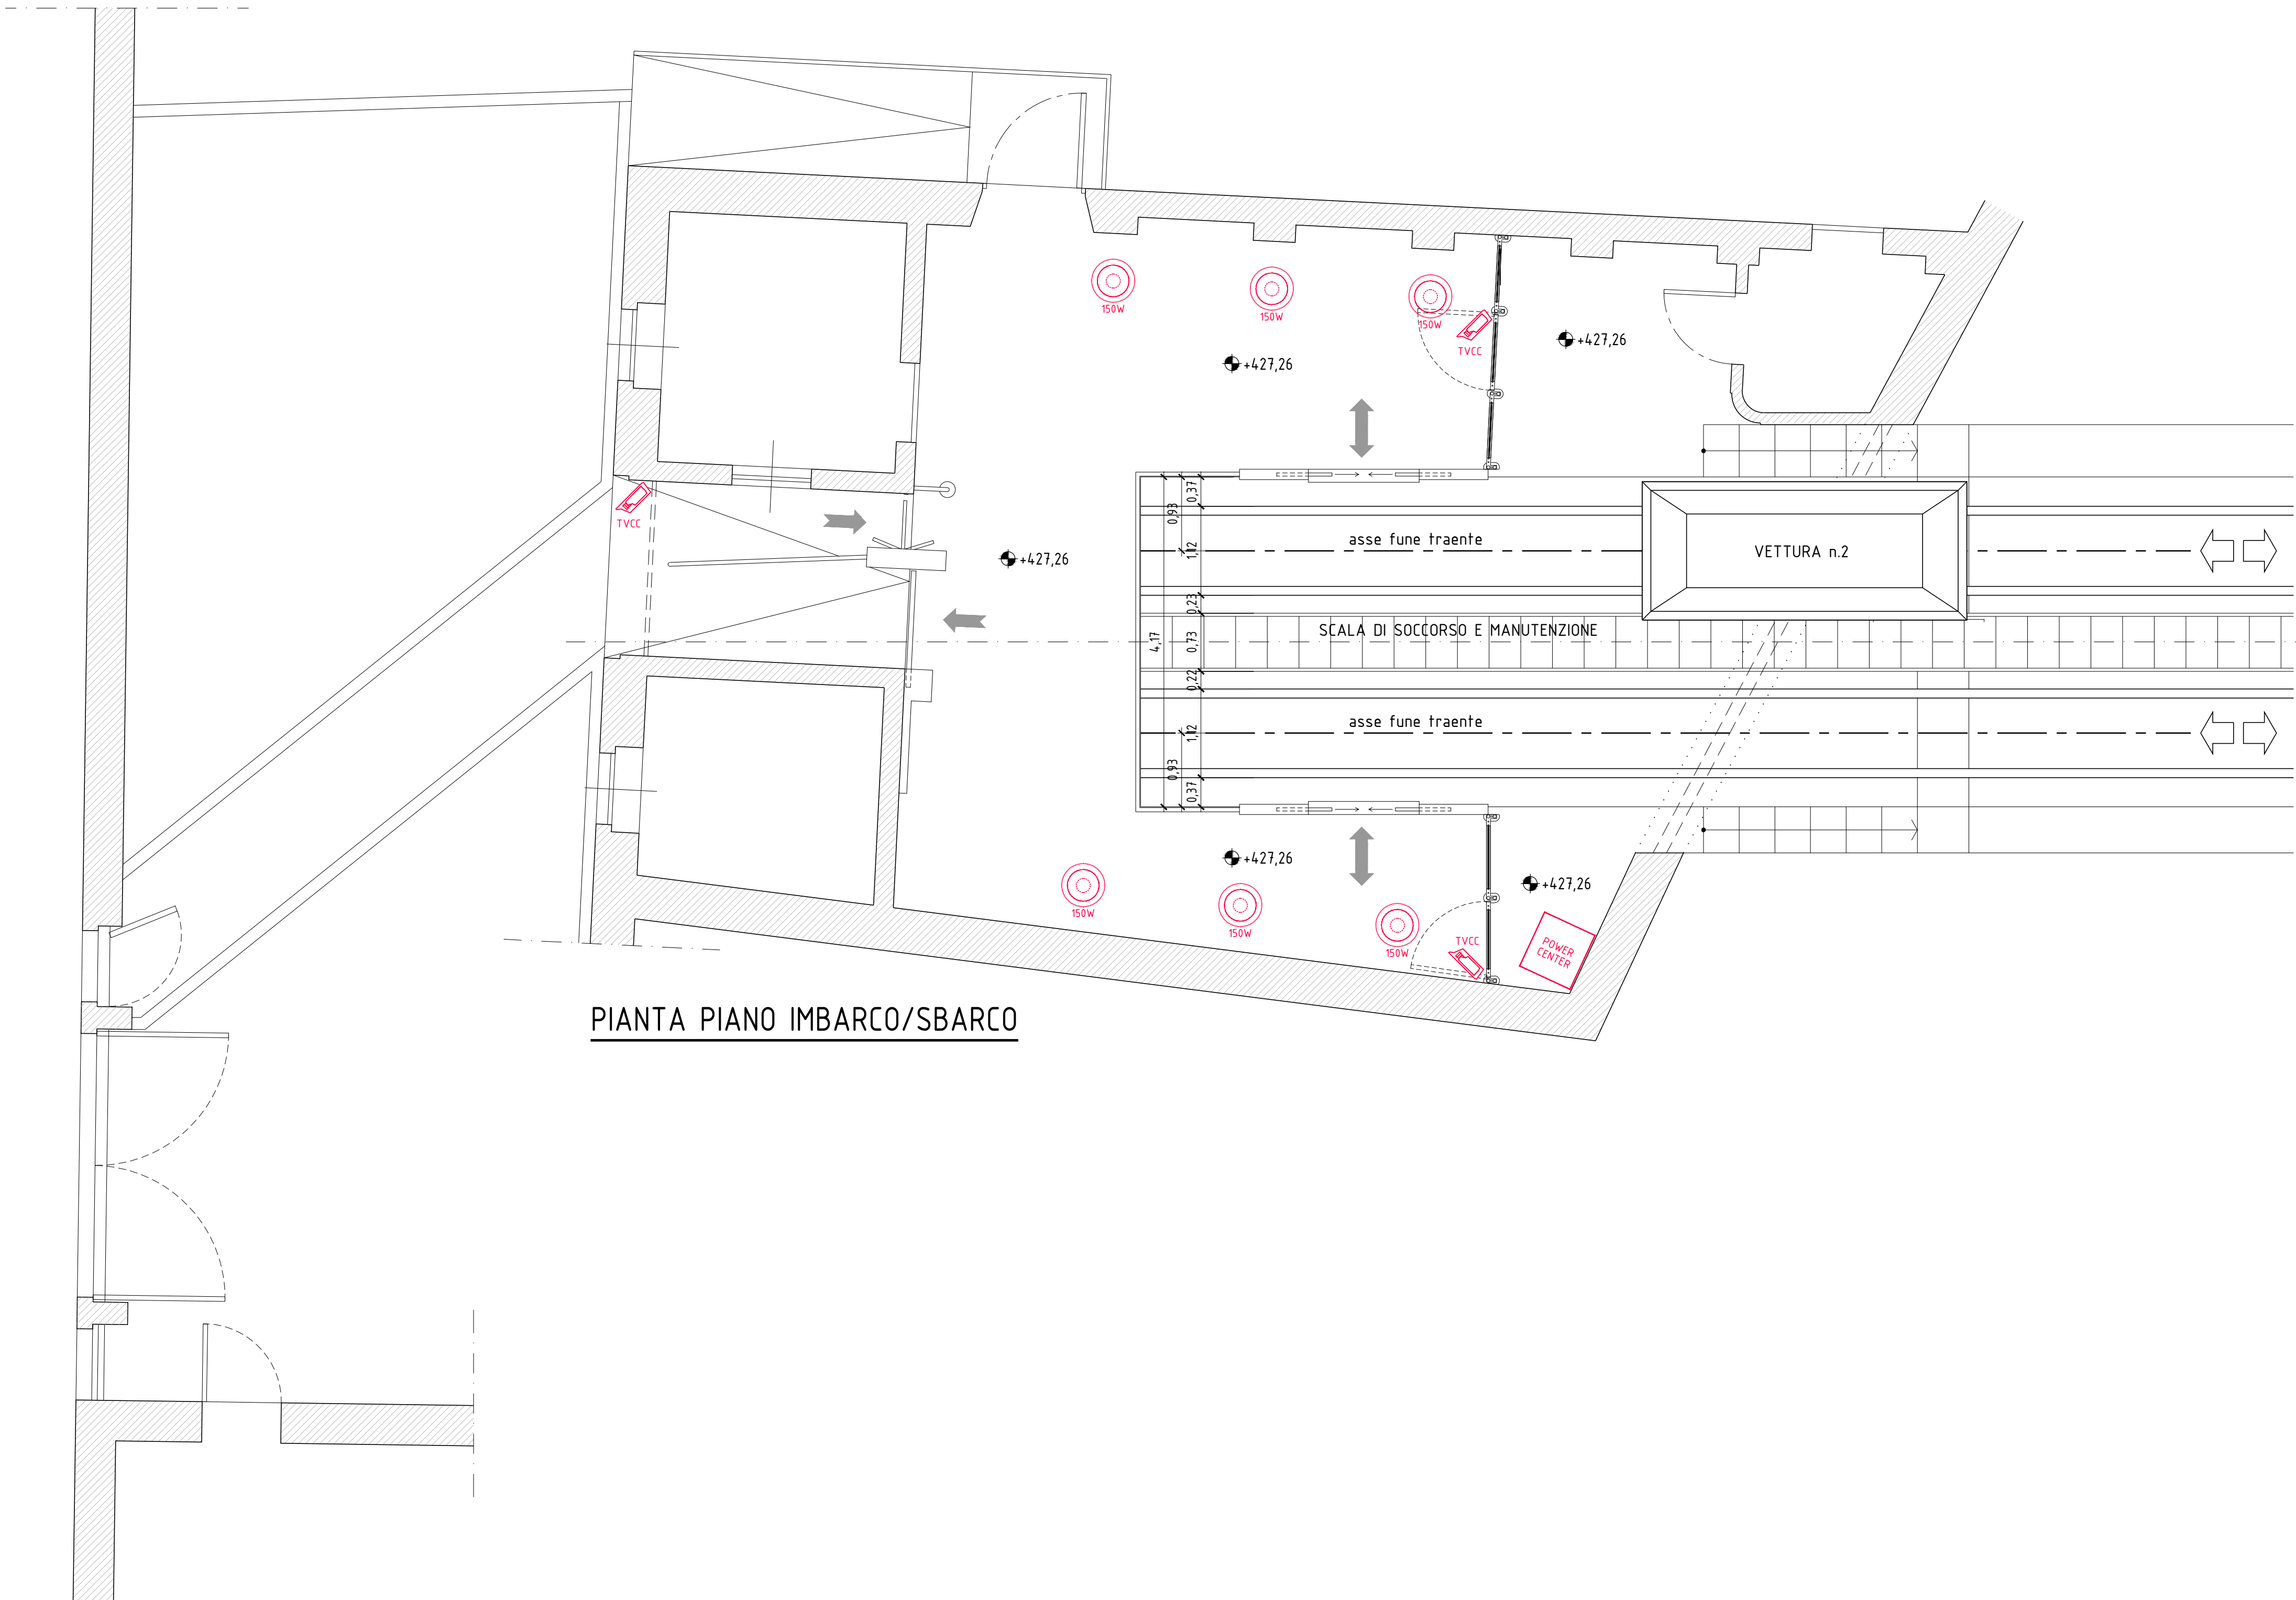 150W
150W
150W
TVCC
+427,26
+427,26
TVCC
+427,26
0,37
0,93
1,12
asse fune traente
VETTURA n.2
0,23
4,17
0,73
SCALA DI SOCCORSO E MANUTENZIONE
0,22
asse fune traente
1,12
0,93
0,37
+427,26
+427,26
150W
150W
150W
TVCC
POWER
CENTER
PIANTA PIANO IMBARCO/SBARCO